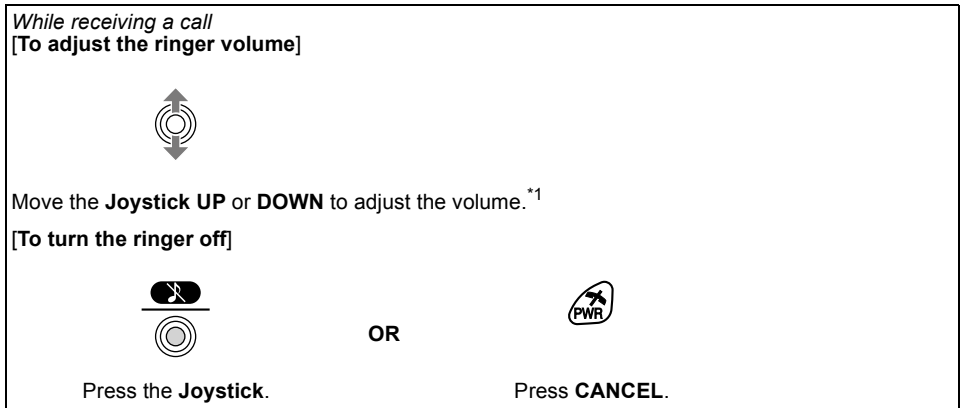 While receiving a call
[To adjust the ringer volume]
Move the Joystick UP or DOWN to adjust the volume.*1
[To turn the ringer off]
OR
PWR
Press the Joystick.
Press CANCEL.